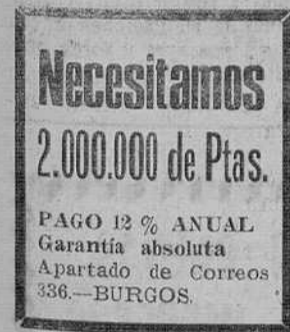 Necesitamos
2.000.000 de Ptas.
PAGO 12 % ANUAL
Garantía absoluta
Apartado de Correos
336.—BURGOS.